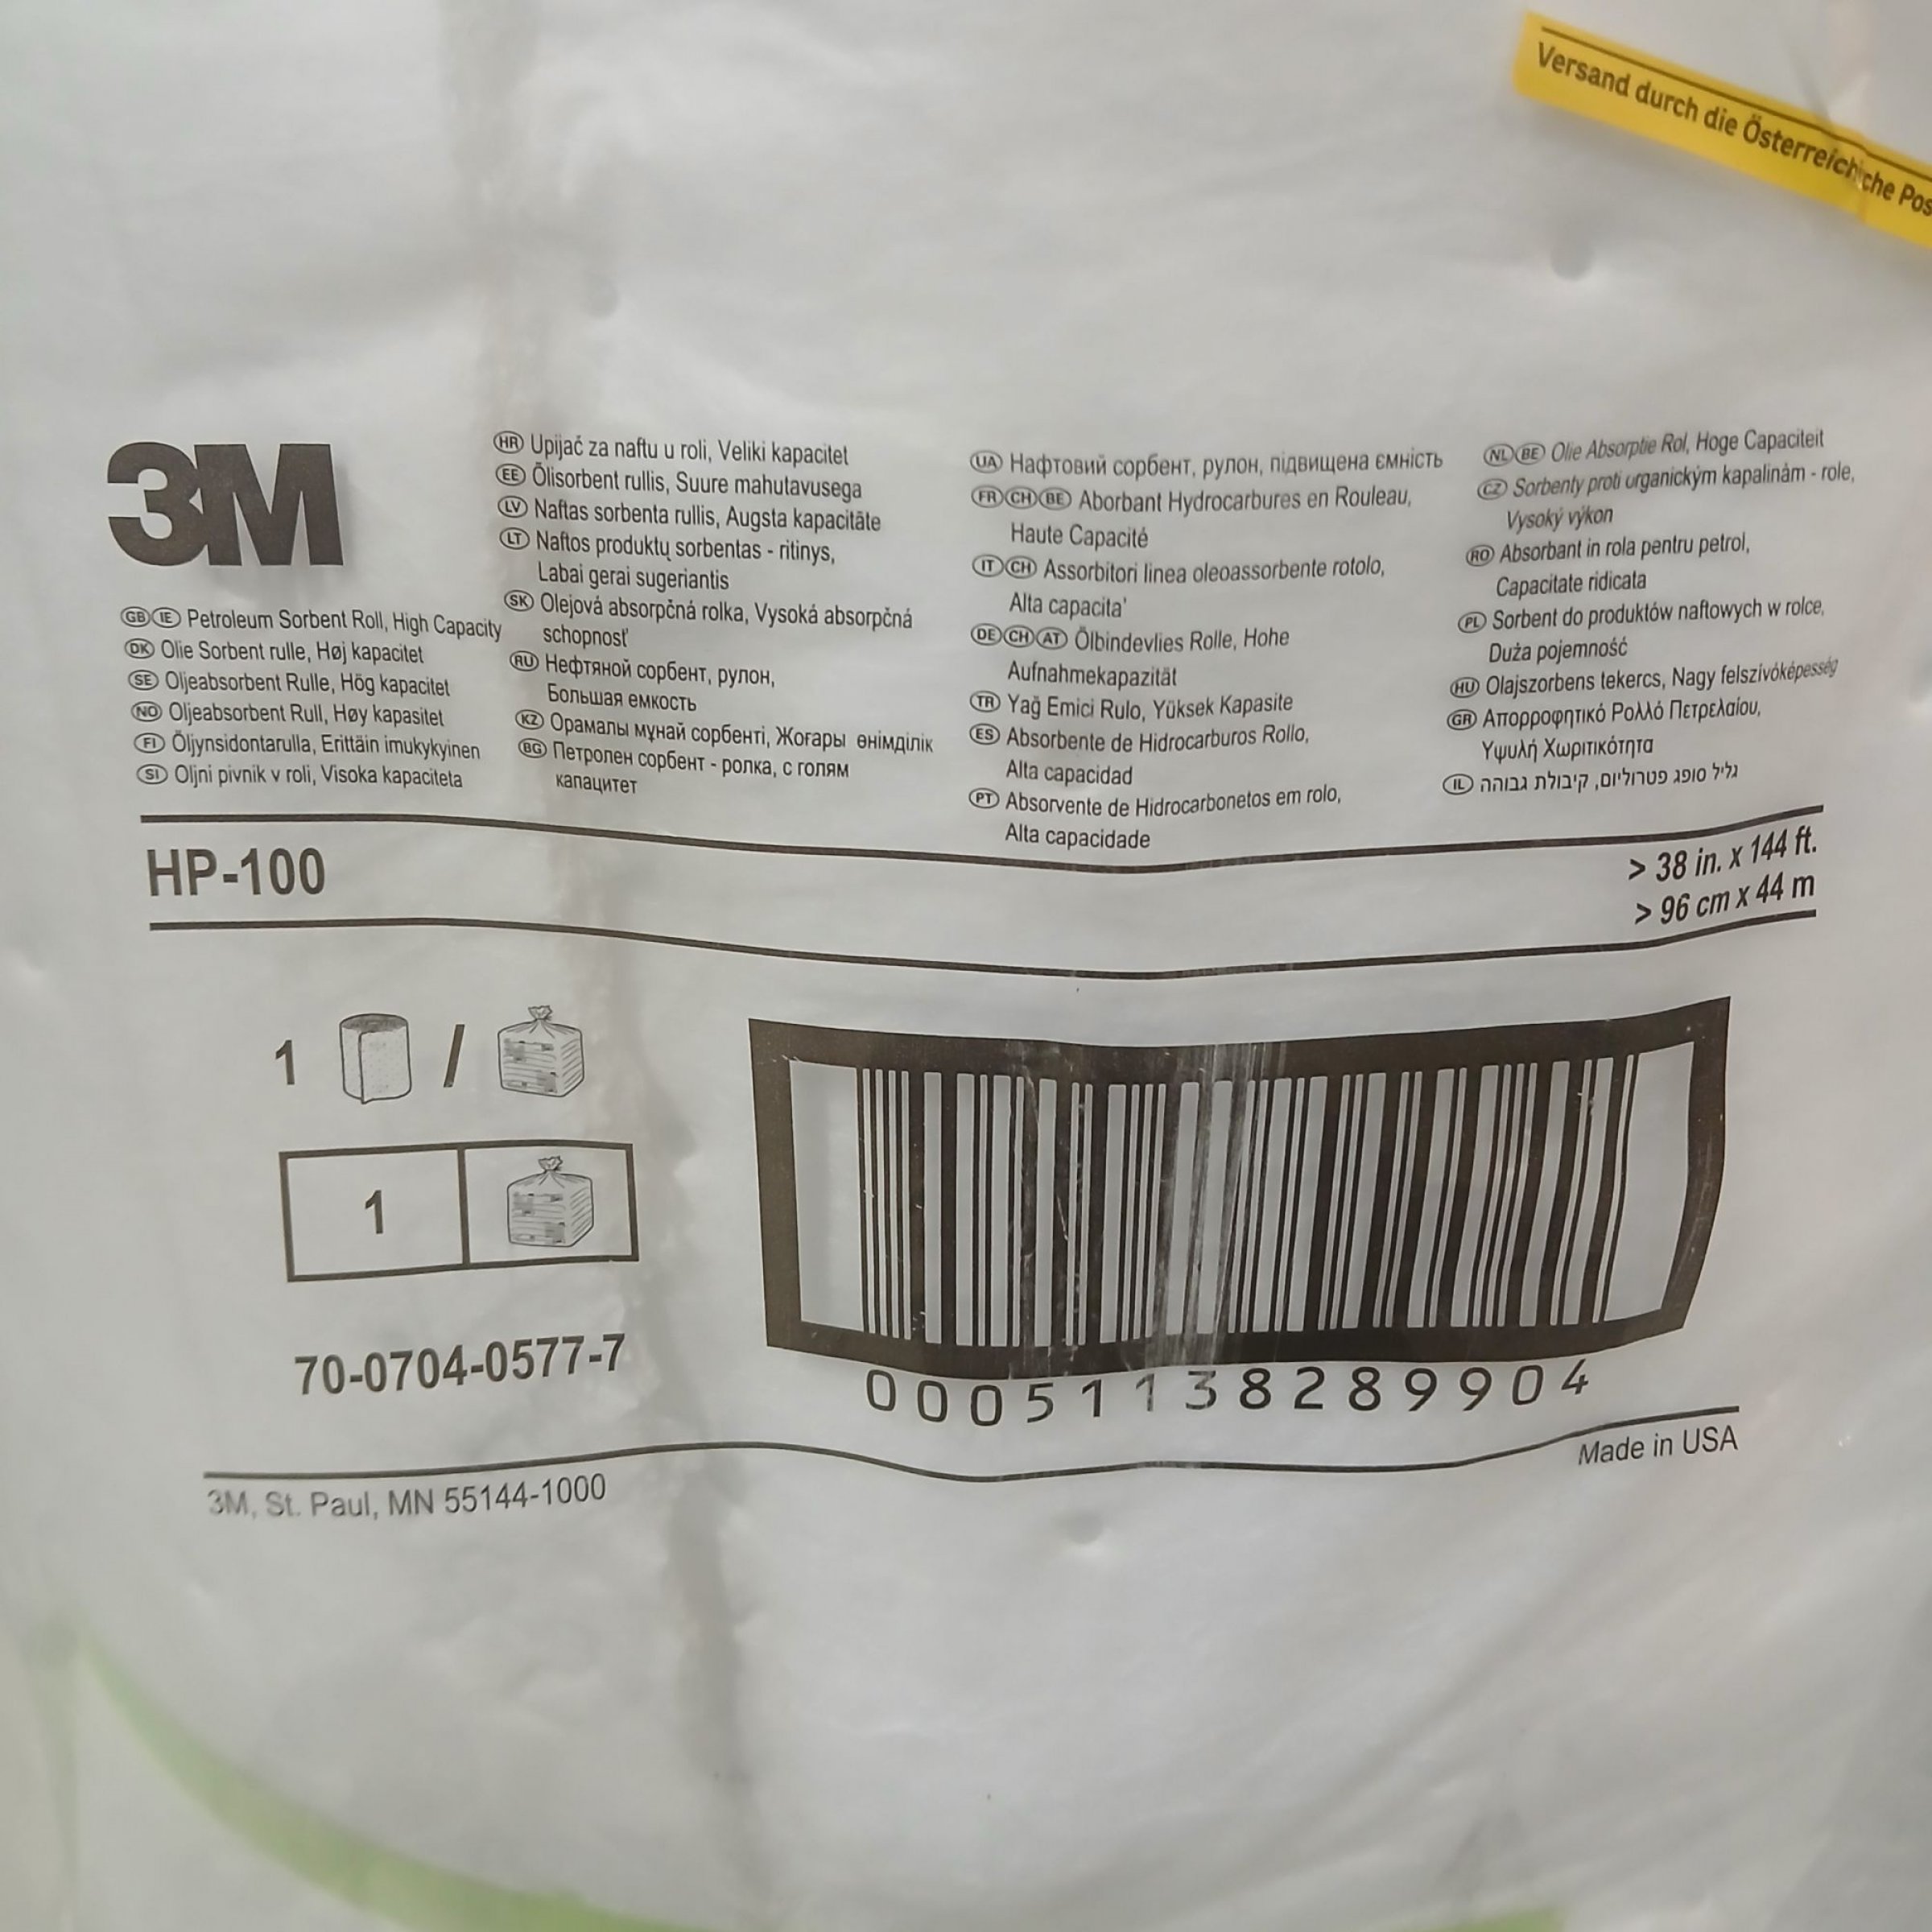 Versand durch die Österreichische Pos
3M
GB IE Petroleum Sorbent Roll, High Capacity
DK Olie Sorbent rulle, Høj kapacitet
SE Oljeabsorbent Rulle, Hög kapacitet
NO Oljeabsorbent Rull, Høy kapasitet
FI Öljynsidontarulla, Erittäin imukykyinen
SI Oljni pivnik v roli, Visoka kapaciteta
HR Upijač za naftu u roli, Veliki kapacitet
EE Õlisorbent rullis, Suure mahutavusega
LV Naftas sorbenta rullis, Augsta kapacitāte
LT Naftos produktų sorbentas - ritinys,
Labai gerai sugeriantis
SK Olejová absorpčná rolka, Vysoká absorpčná
schopnosť
RU Нефтяной сорбент, рулон,
Большая емкость
KZ Орамалы мұнай сорбенті, Жоғары өнімділік
BG Петролен сорбент - ролка, с голям
капацитет
UA Нафтовий сорбент, рулон, підвищена ємність
FR CH BE Aborbant Hydrocarbures en Rouleau,
Haute Capacité
IT CH Assorbitori linea oleoassorbente rotolo,
Alta capacita'
DE CH AT Ölbindevlies Rolle, Hohe
Aufnahmekapazität
TR Yağ Emici Rulo, Yüksek Kapasite
ES Absorbente de Hidrocarburos Rollo,
Alta capacidad
PT Absorvente de Hidrocarbonetos em rolo,
Alta capacidade
NL BE Olie Absorptie Rol, Hoge Capaciteit
CZ Sorbenty proti organickým kapalinám - role,
Vysoký výkon
RO Absorbant in rola pentru petrol,
Capacitate ridicata
PL Sorbent do produktów naftowych w rolce,
Duża pojemność
HU Olajszorbens tekercs, Nagy felszívóképesség
GR Απορροφητικό Ρολλό Πετρελαίου,
Υψυλή Χωριτικότητα
IL גליל סופג פטרוליום, קיבולת גבוהה
HP-100
> 38 in. x 144 ft.
> 96 cm x 44 m
1 /
1
70-0704-0577-7
00051138289904
Made in USA
3M, St. Paul, MN 55144-1000